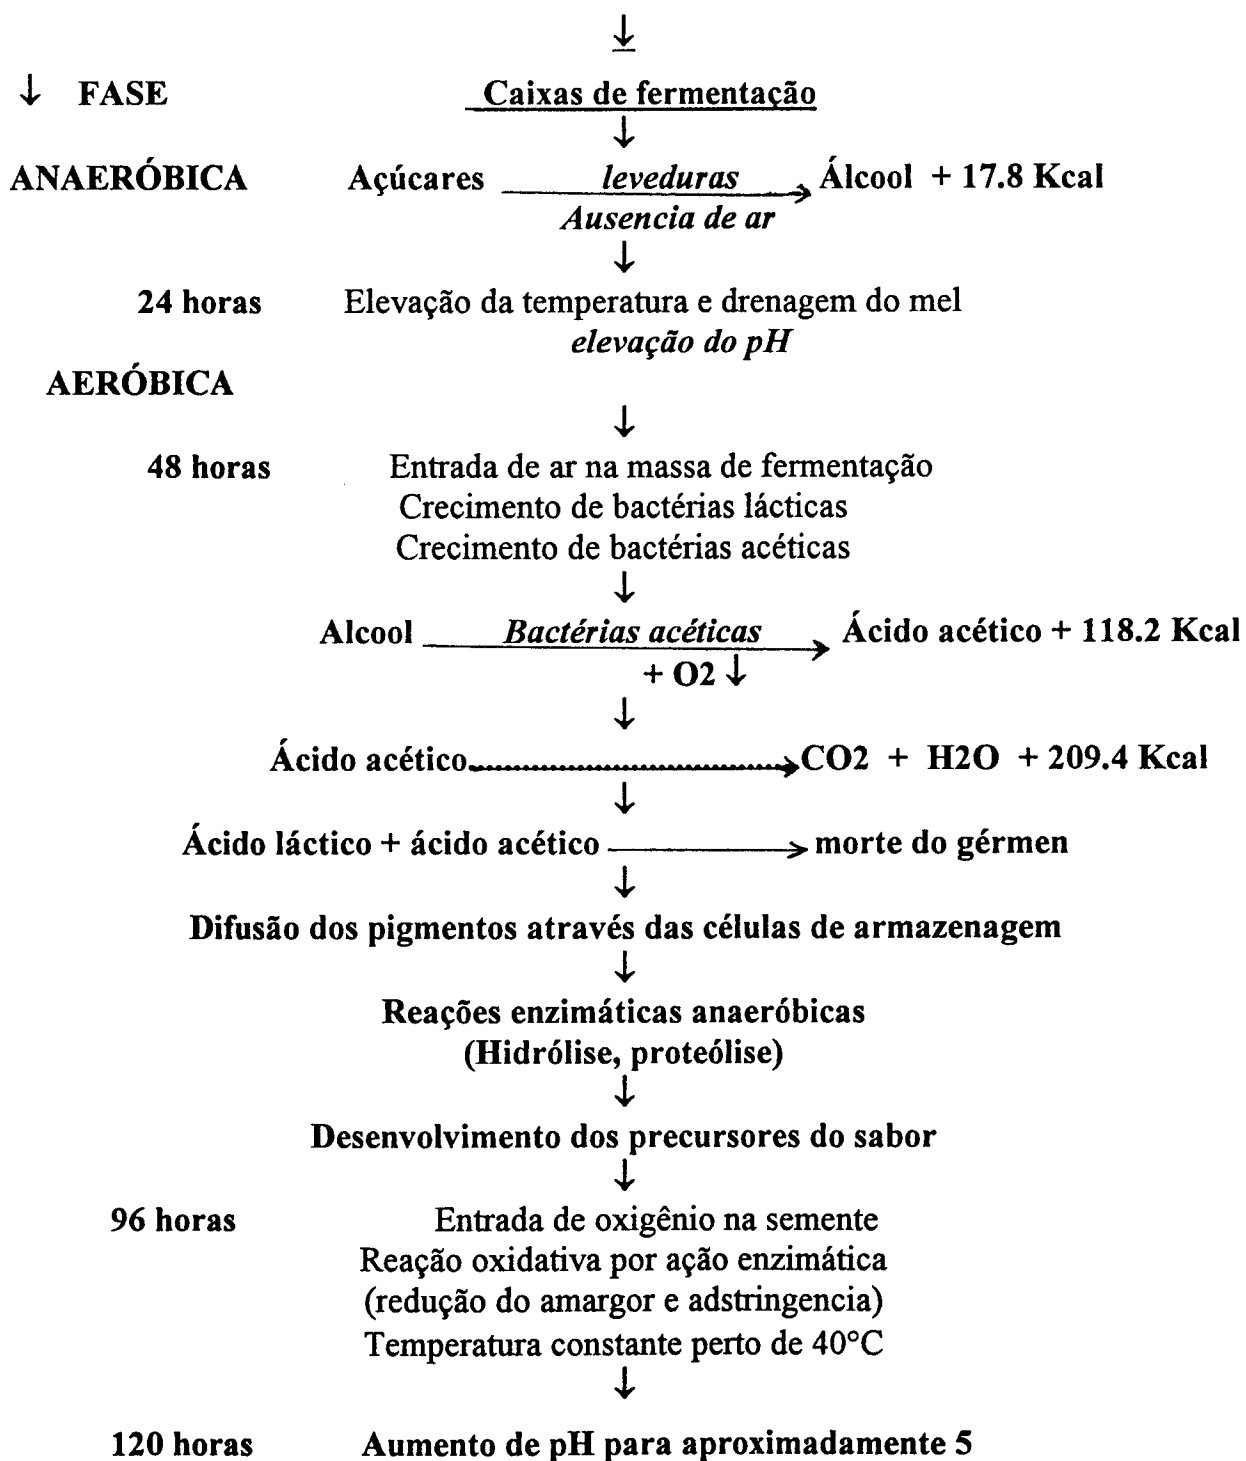 ↓
↓ FASE Caixas de fermentação
↓
ANAERÓBICA Açúcares leveduras → Álcool + 17.8 Kcal
Ausencia de ar
↓
24 horas Elevação da temperatura e drenagem do mel
elevação do pH
AERÓBICA
↓
48 horas Entrada de ar na massa de fermentação
Crecimento de bactérias lácticas
Crecimento de bactérias acéticas
↓
Alcool Bactérias acéticas → Ácido acético + 118.2 Kcal
+ O2 ↓
↓
Ácido acético → CO2 + H2O + 209.4 Kcal
↓
Ácido láctico + ácido acético → morte do gérmen
↓
Difusão dos pigmentos através das células de armazenagem
↓
Reações enzimáticas anaeróbicas
(Hidrólise, proteólise)
↓
Desenvolvimento dos precursores do sabor
↓
96 horas Entrada de oxigênio na semente
Reação oxidativa por ação enzimática
(redução do amargor e adstringencia)
Temperatura constante perto de 40°C
↓
120 horas Aumento de pH para aproximadamente 5